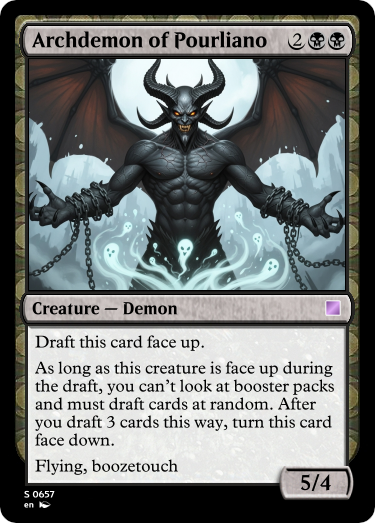 Archdemon of Pourliano 2
Creature — Demon
Draft this card face up.
As long as this creature is face up during
the draft, you can't look at booster packs
and must draft cards at random. After
you draft 3 cards this way, turn this card
face down.
Flying, boozetouch
5/4
S 0657
en